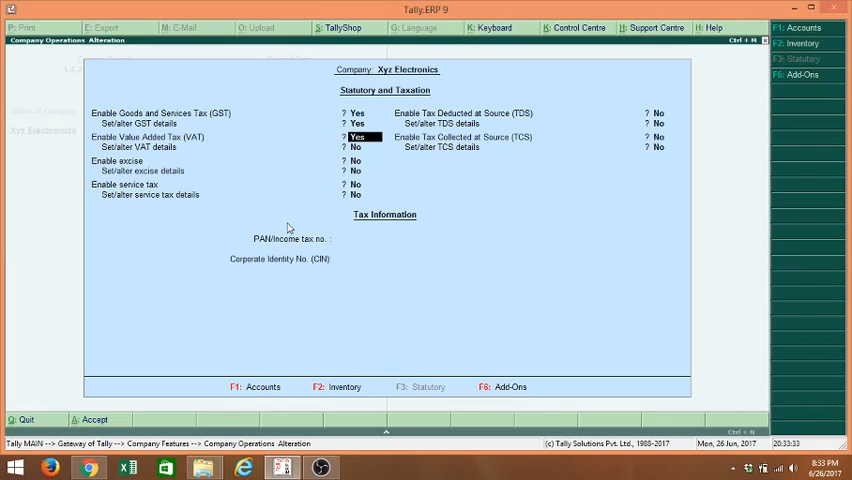 Tally.ERP 9
P: Print E: Export M: E-Mail O: Upload S: TallyShop G: Language K: Keyboard K: Control Centre H: Support Centre H: Help
F1: Accounts
F2: Inventory
F3: Statutory
F6: Add-Ons
Company Operations Alteration Ctrl + M
Company: Xyz Electronics
Statutory and Taxation
Enable Goods and Services Tax (GST) ? Yes Enable Tax Deducted at Source (TDS) ? No
Set/alter GST details ? Yes Set/alter TDS details ? No
Enable Value Added Tax (VAT) ? Yes Enable Tax Collected at Source (TCS) ? No
Set/alter VAT details ? No Set/alter TCS details ? No
Enable excise ? No
Set/alter excise details ? No
Enable service tax ? No
Set/alter service tax details ? No
Tax Information
PAN/Income tax no. :
Corporate Identity No. (CIN):
Xyz Electronics
F1: Accounts F2: Inventory F3: Statutory F6: Add-Ons
Q: Quit A: Accept
Ctrl + N
Tally MAIN --> Gateway of Tally --> Company Features --> Company Operations Alteration (c) Tally Solutions Pvt. Ltd., 1988-2017 Mon, 26 Jun, 2017 20:33:33
8:33 PM
6/26/2017